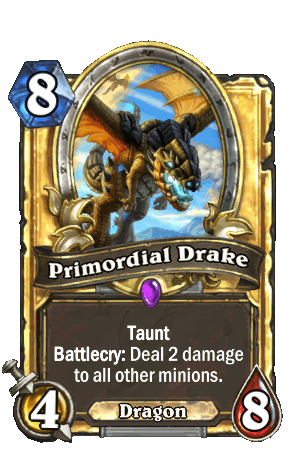 8
Primordial Drake
Taunt
Battlecry: Deal 2 damage
to all other minions.
4
Dragon
8